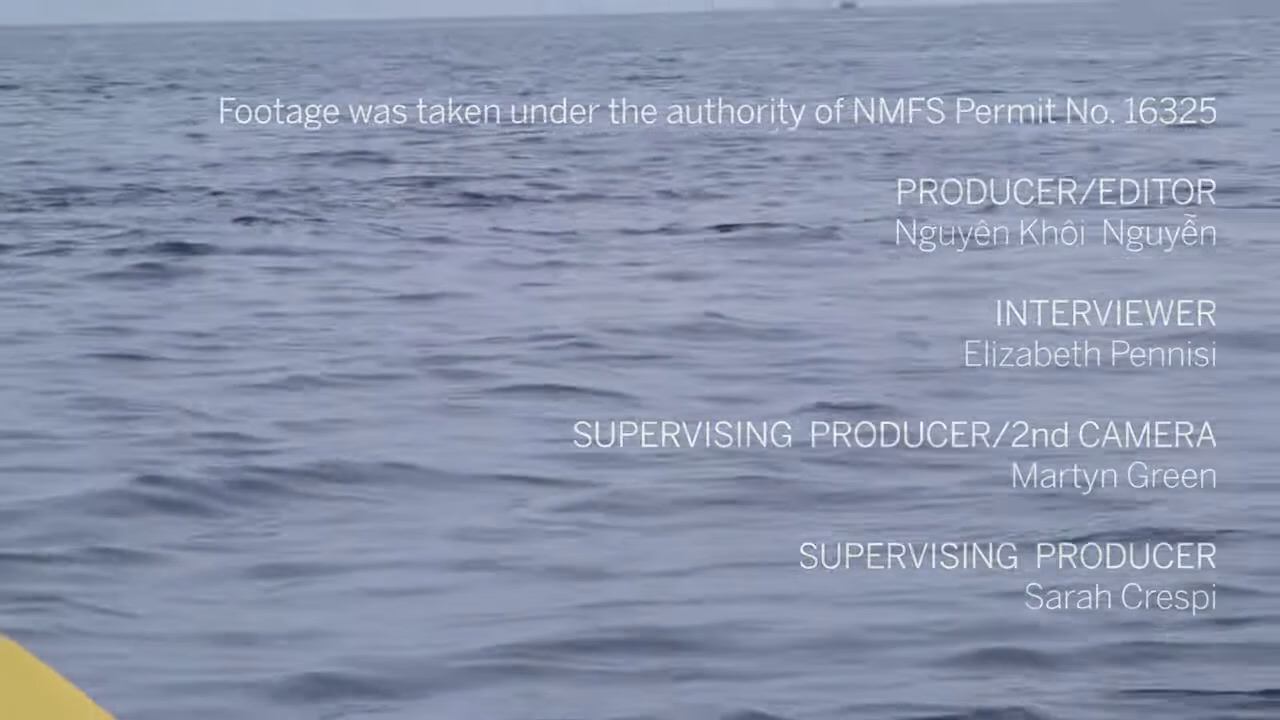 Footage was taken under the authority of NMFS Permit No. 16325
PRODUCER/EDITOR
Nguyên Khôi Nguyễn
INTERVIEWER
Elizabeth Pennisi
SUPERVISING PRODUCER/2nd CAMERA
Martyn Green
SUPERVISING PRODUCER
Sarah Crespi